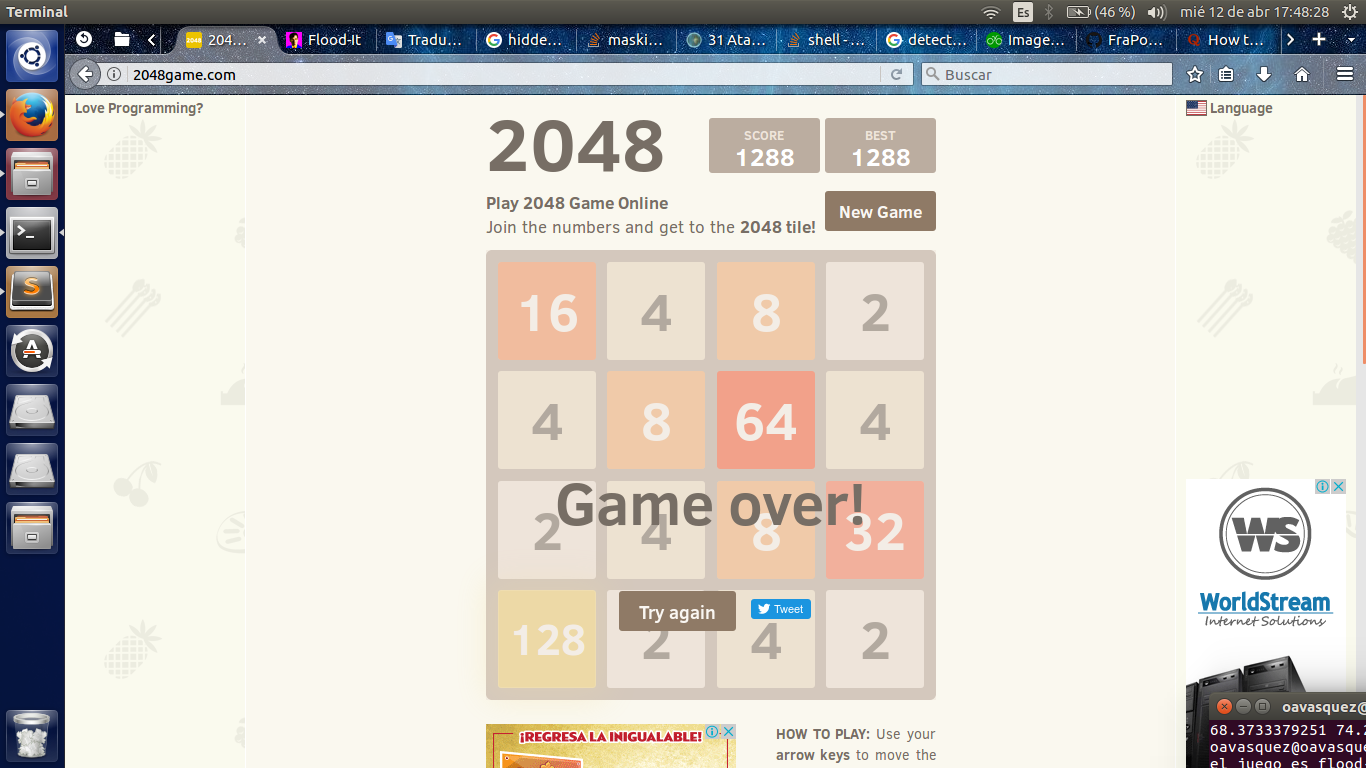 Terminal
Es
(46 %)
mié 12 de abr 17:48:28
204...
Flood-It
Tradu...
hidde...
maski...
31 Ata...
shell - ...
detect...
Image...
FraPo...
How t...
2048game.com
Buscar
Love Programming?
Language
2048
SCORE
1288
BEST
1288
Play 2048 Game Online
New Game
Join the numbers and get to the 2048 tile!
16 4 8 2
4 8 64 4
Game over!
2 4 8 32
Try again
Tweet
128 2 4 2
WS
WorldStream
Internet Solutions
¡REGRESA LA INIGUALABLE!
HOW TO PLAY: Use your
arrow keys to move the
oavasquez@
68.3733379251 74.2
oavasquez@oavasque
el juego es flood